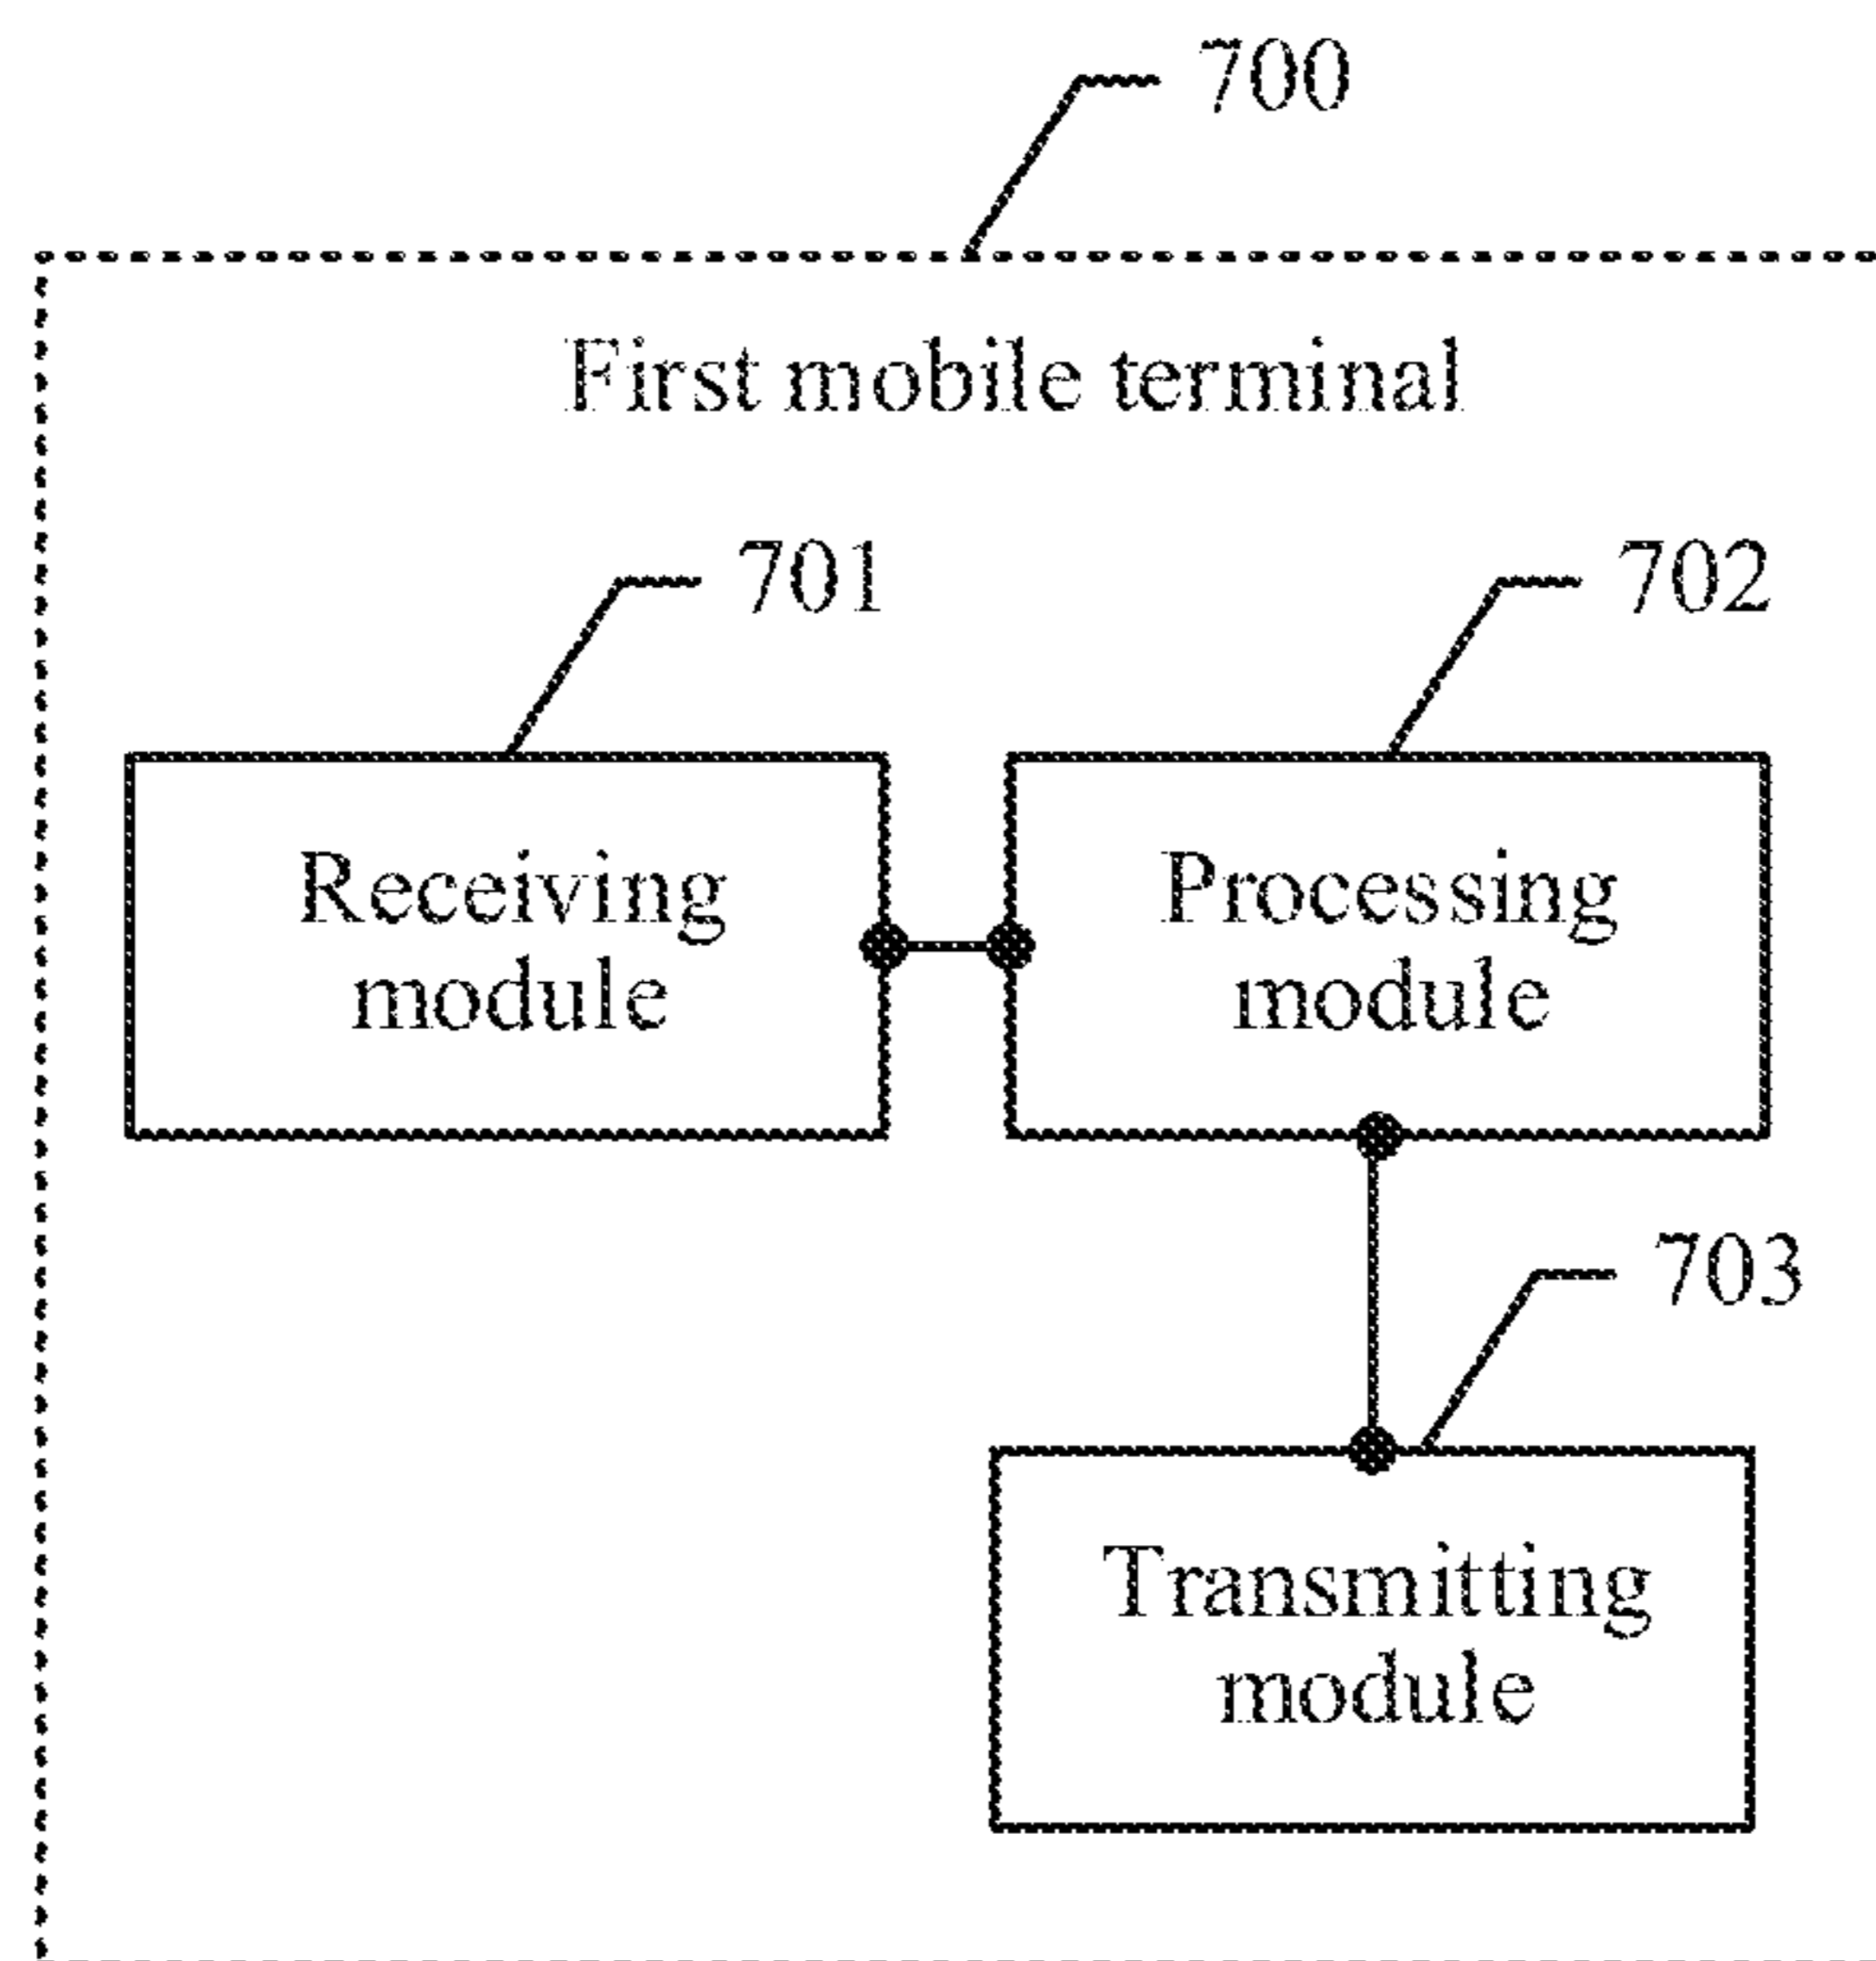 700
First mobile terminal
701
702
Receiving
module
Processing
module
703
Transmitting
module